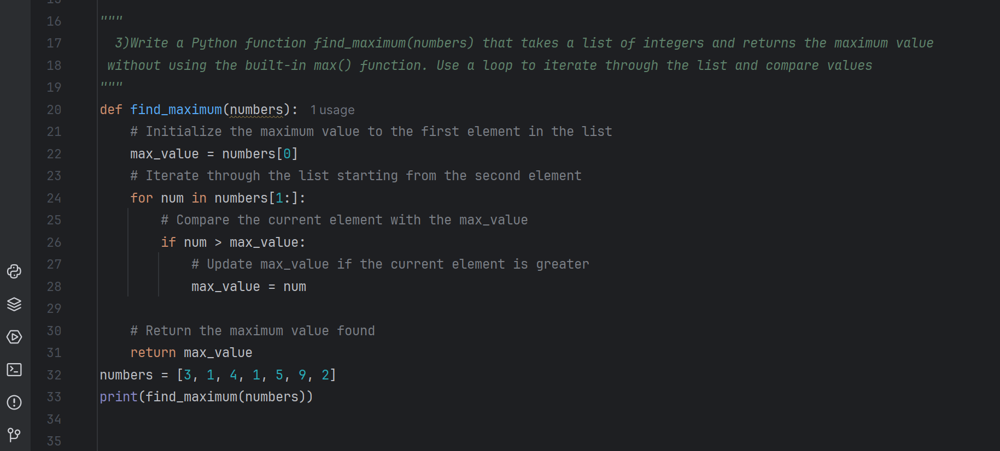 15
16 """
17 3)Write a Python function find_maximum(numbers) that takes a list of integers and returns the maximum value
18 without using the built-in max() function. Use a loop to iterate through the list and compare values
19 """
20 def find_maximum(numbers): 1 usage
21 # Initialize the maximum value to the first element in the list
22 max_value = numbers[0]
23 # Iterate through the list starting from the second element
24 for num in numbers[1:]:
25 # Compare the current element with the max_value
26 if num > max_value:
27 # Update max_value if the current element is greater
28 max_value = num
29
30 # Return the maximum value found
31 return max_value
32 numbers = [3, 1, 4, 1, 5, 9, 2]
33 print(find_maximum(numbers))
34
35